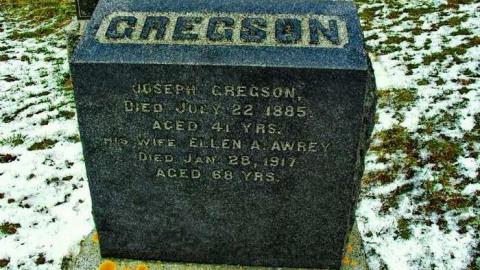 GREGSON
JOSEPH GREGSON,
DIED JULY 22 1885.
AGED 41 YRS.
HIS WIFE ELLEN A. AWREY
DIED JAN. 28, 1917
AGED 68 YRS.